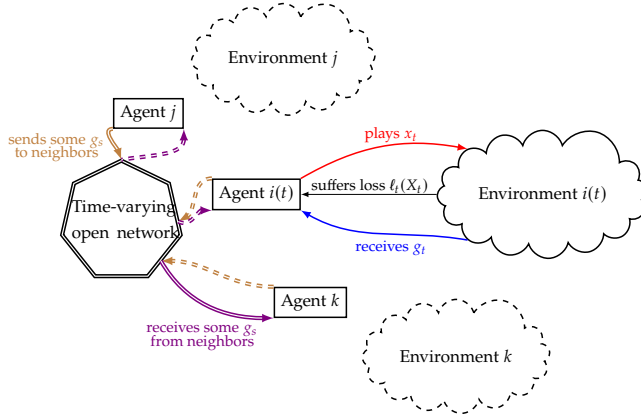 Environment j
Agent j
sends some g_s
to neighbors
plays x_t
Time-varying
open network
Agent i(t)
suffers loss ℓ_t(X_t)
Environment i(t)
receives g_t
Agent k
receives some g_s
from neighbors
Environment k